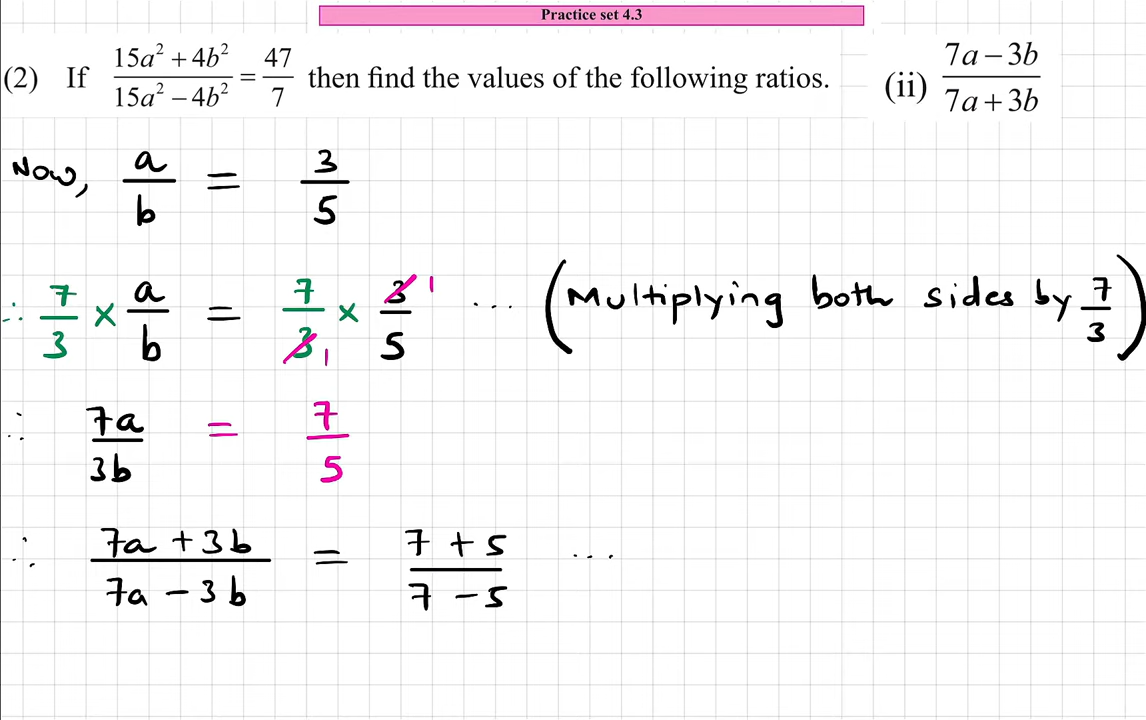 Practice set 4.3
(2) If (15a² + 4b²)/(15a² − 4b²) = 47/7 then find the values of the following ratios. (ii) (7a − 3b)/(7a + 3b)
Now, a/b = 3/5
∴ 7/3 × a/b = 7/3 1 × 3/5 1 ... (Multiplying both sides by 7/3)
∴ 7a/3b = 7/5
∴ (7a + 3b)/(7a − 3b) = (7 + 5)/(7 − 5) ...